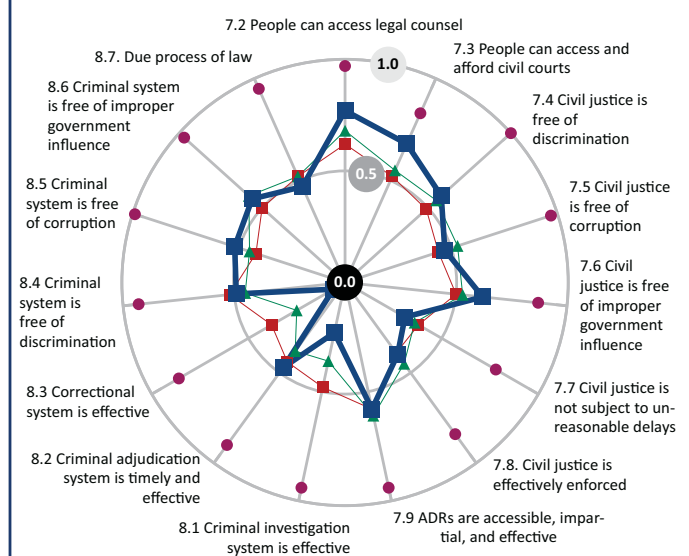 7.2 People can access legal counsel
7.3 People can access and
afford civil courts
7.4 Civil justice is
free of
discrimination
7.5 Civil justice
is free of
corruption
7.6 Civil
justice is free
of improper
government
influence
7.7 Civil justice is
not subject to un-
reasonable delays
7.8. Civil justice is
effectively enforced
7.9 ADRs are accessible, impar-
tial, and effective
8.1 Criminal investigation
system is effective
8.2 Criminal adjudication
system is timely and
effective
8.3 Correctional
system is effective
8.4 Criminal
system is
free of
discrimination
8.5 Criminal
system is free
of corruption
8.6 Criminal system
is free of improper
government
influence
8.7. Due process of law
1.0
0.5
0.0